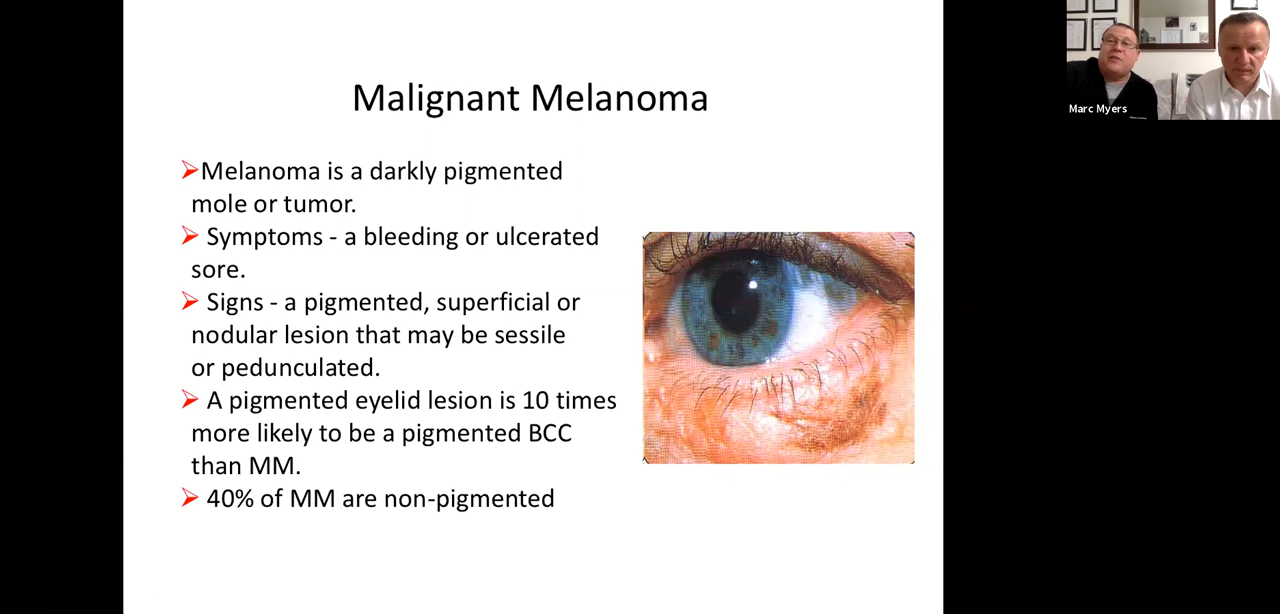 Malignant Melanoma
➢Melanoma is a darkly pigmented
mole or tumor.
➢ Symptoms - a bleeding or ulcerated
sore.
➢ Signs - a pigmented, superficial or
nodular lesion that may be sessile
or pedunculated.
➢ A pigmented eyelid lesion is 10 times
more likely to be a pigmented BCC
than MM.
➢ 40% of MM are non-pigmented
Marc Myers